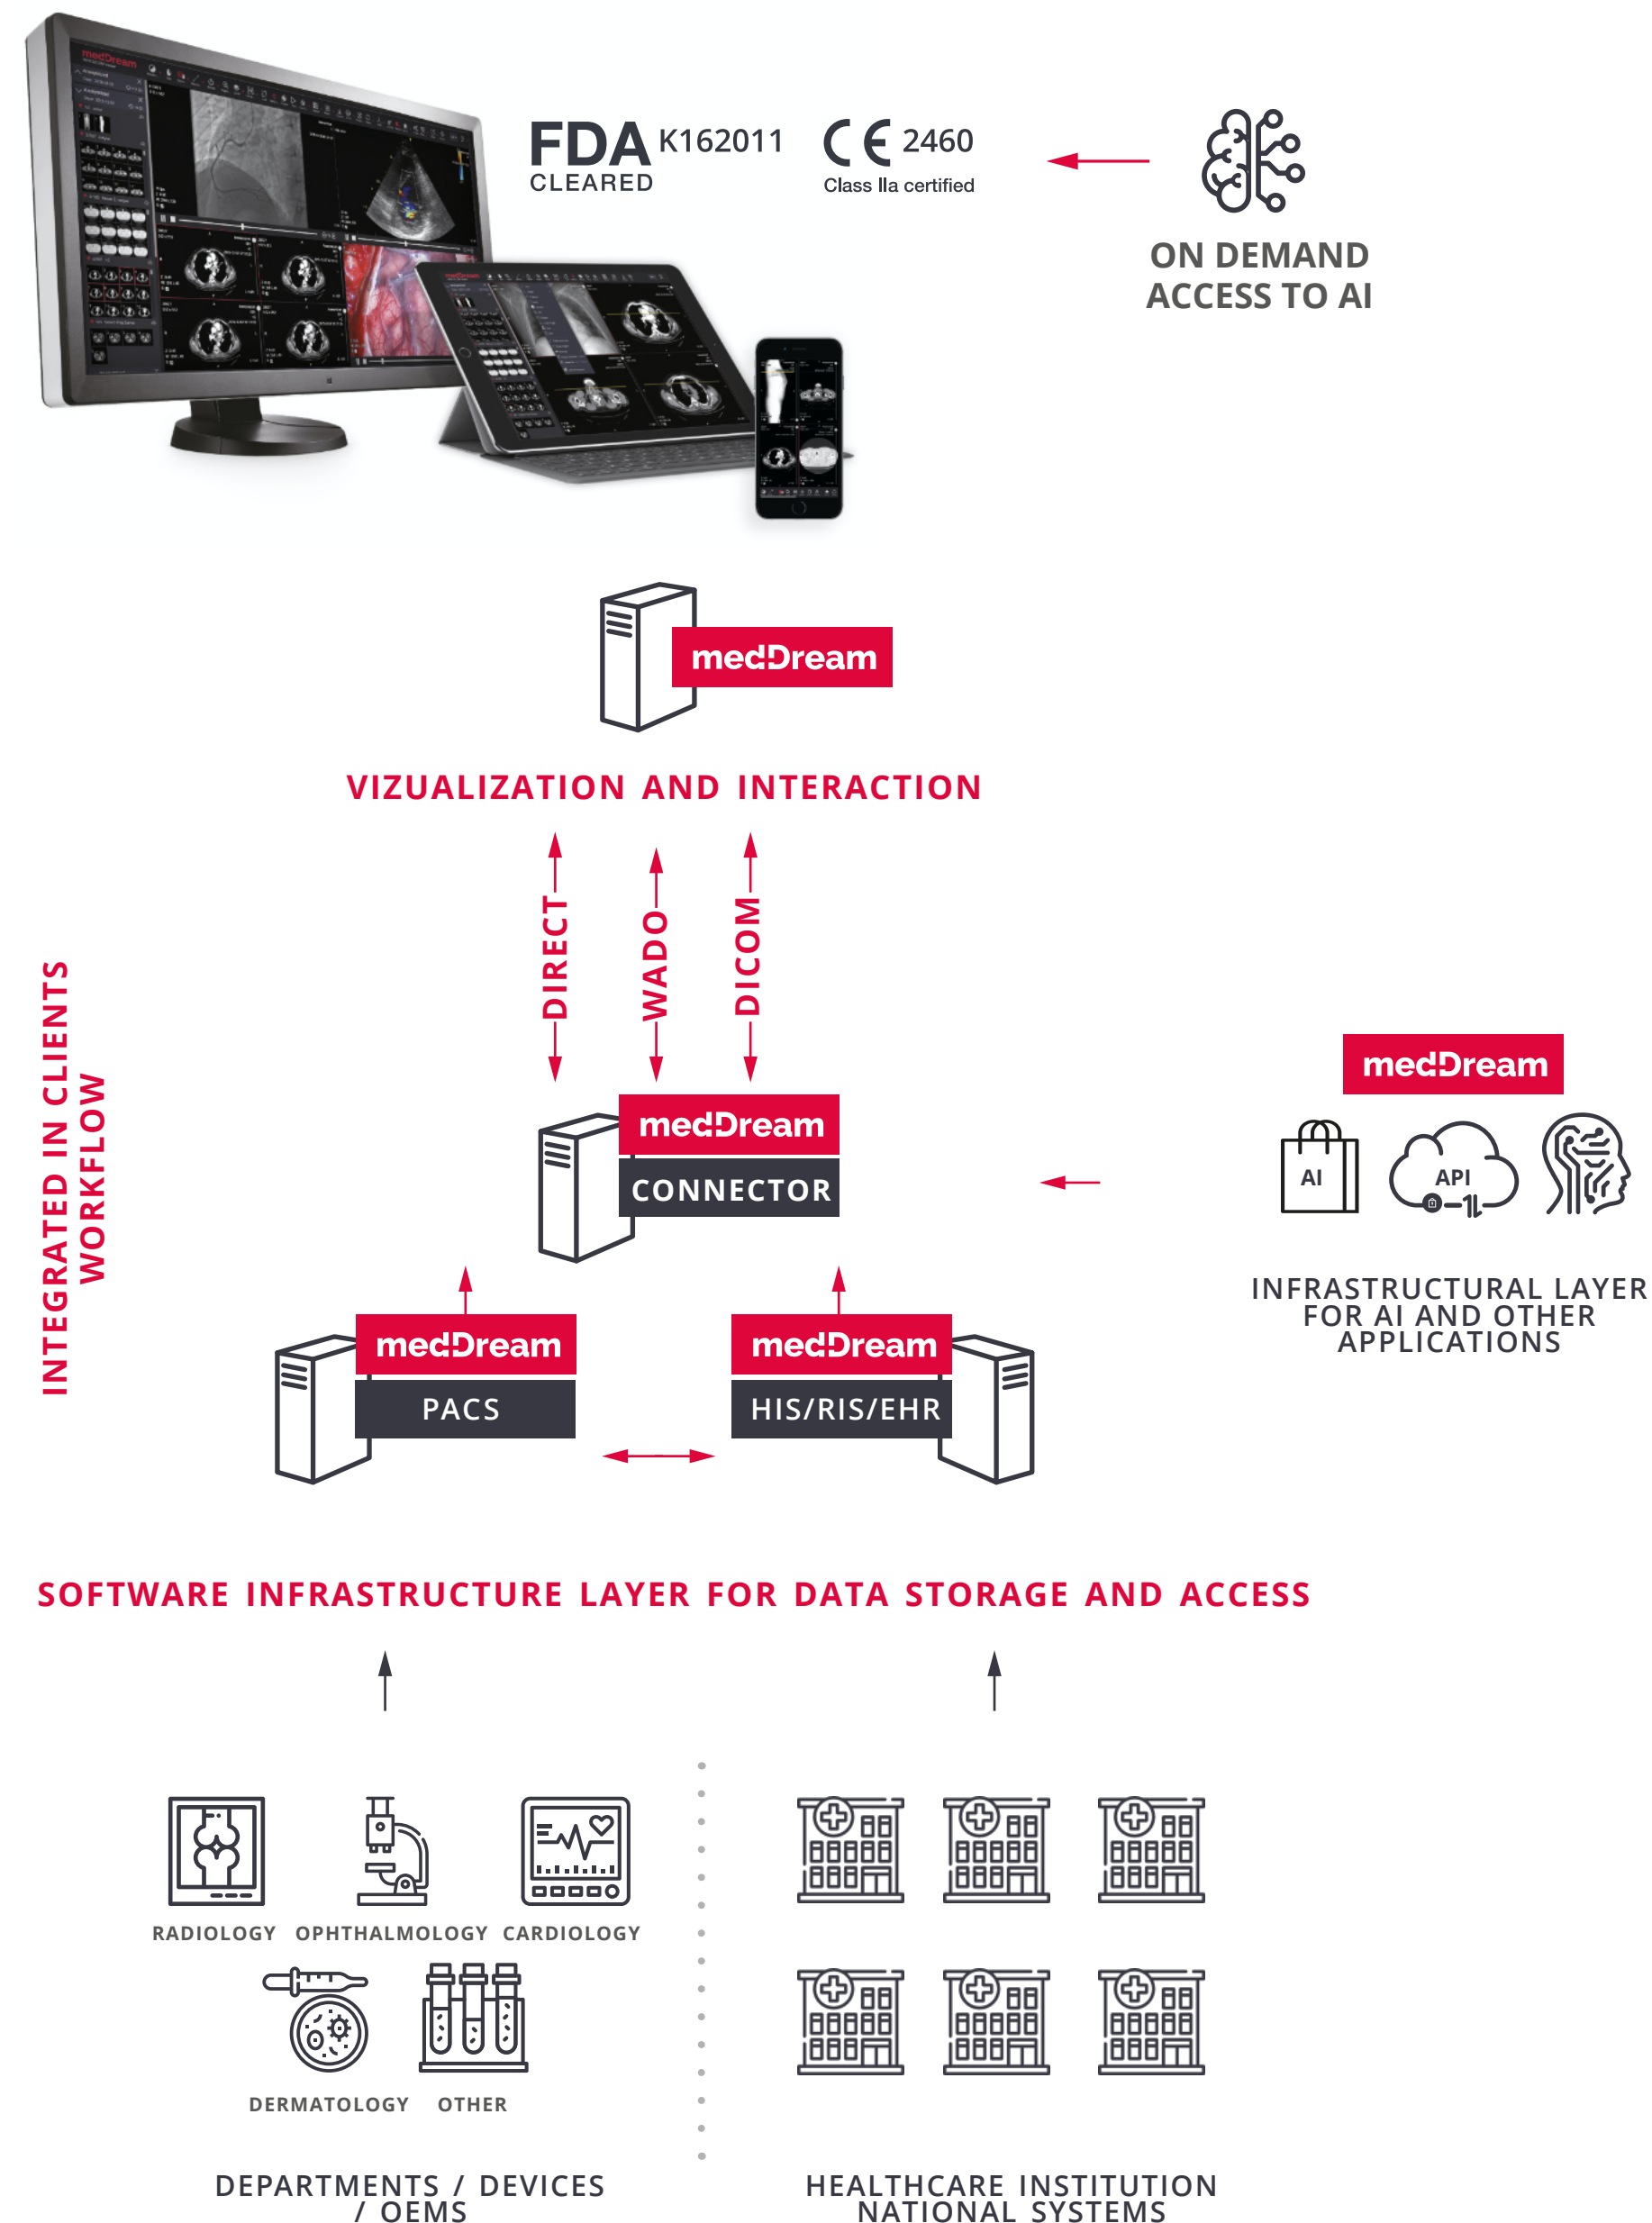 medDream
FDA K162011
CLEARED
CE 2460
Class IIa certified
ON DEMAND
ACCESS TO AI
medDream
VIZUALIZATION AND INTERACTION
DIRECT
WADO
DICOM
INTEGRATED IN CLIENTS
WORKFLOW
medDream
CONNECTOR
medDream
AI
API
INFRASTRUCTURAL LAYER
FOR AI AND OTHER
APPLICATIONS
medDream
PACS
medDream
HIS/RIS/EHR
SOFTWARE INFRASTRUCTURE LAYER FOR DATA STORAGE AND ACCESS
RADIOLOGY
OPHTHALMOLOGY
CARDIOLOGY
DERMATOLOGY
OTHER
DEPARTMENTS / DEVICES
/ OEMS
HEALTHCARE INSTITUTION
NATIONAL SYSTEMS